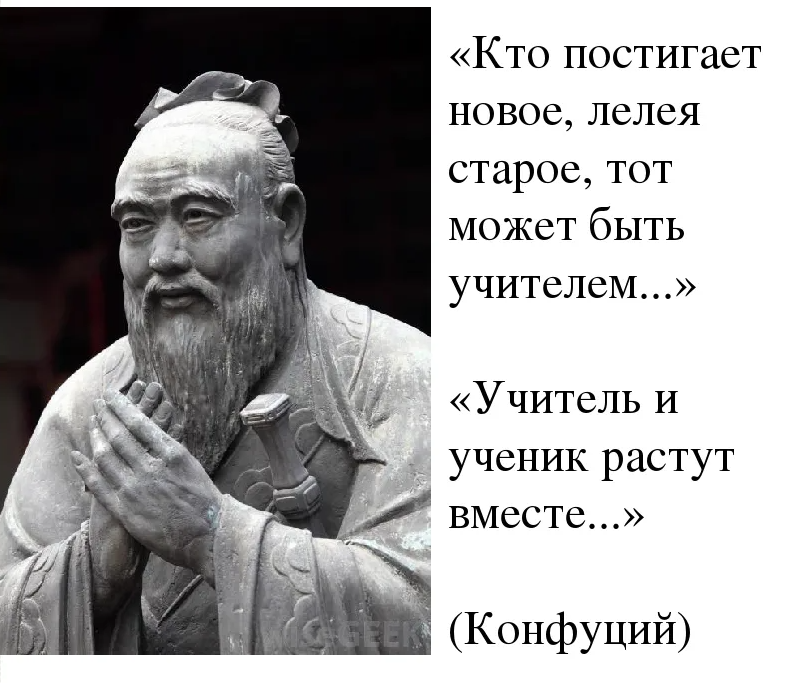 «Кто постигает
новое, лелея
старое, тот
может быть
учителем...»
«Учитель и
ученик растут
вместе...»
(Конфуций)